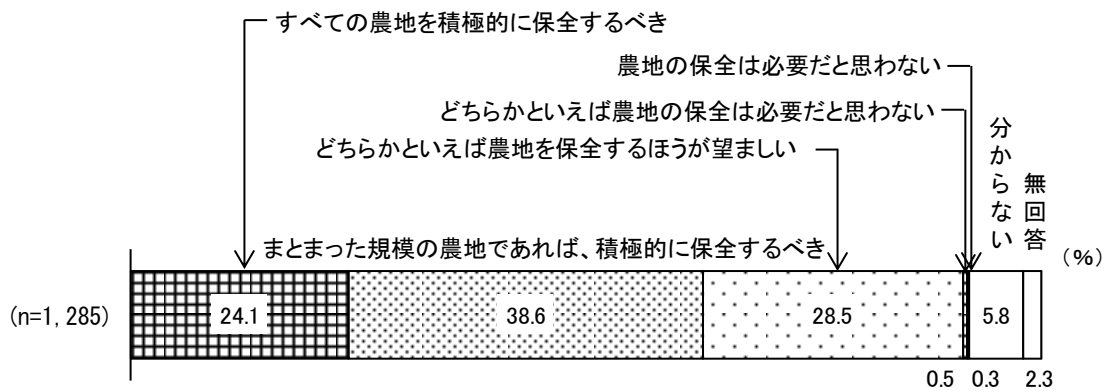 すべての農地を積極的に保全するべき
農地の保全は必要だと思わない
どちらかといえば農地の保全は必要だと思わない
どちらかといえば農地を保全するほうが望ましい
分からない
無回答
まとまった規模の農地であれば、積極的に保全するべき
(%)
(n=1,285)
24.1
38.6
28.5
5.8
0.5
0.3
2.3